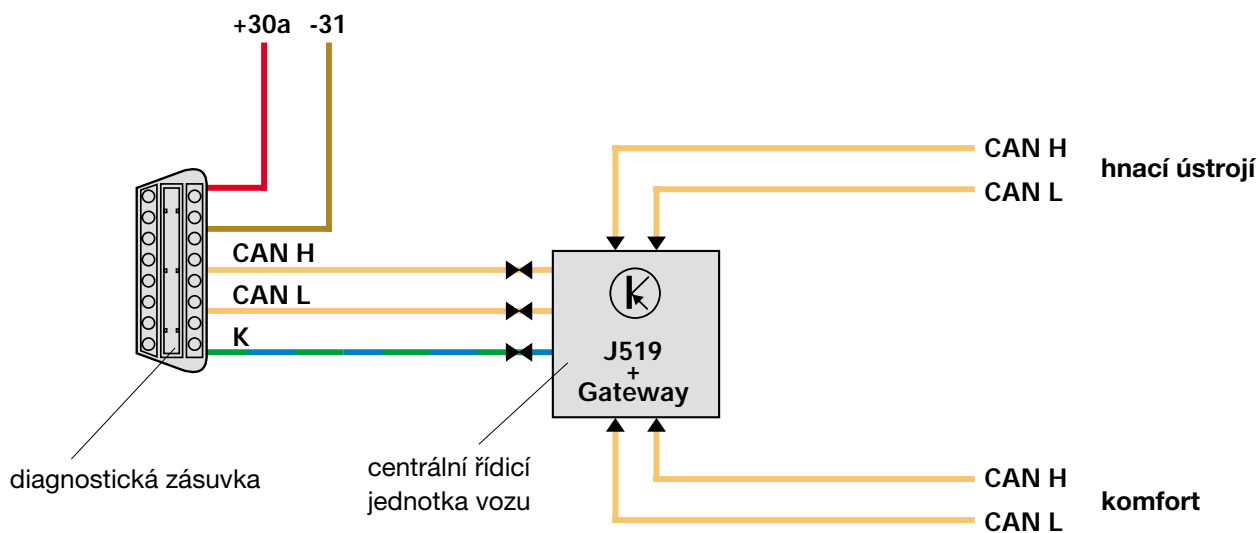 +30a -31
CAN H
CAN L
hnací ústrojí
CAN H
CAN L
K
J519
+
Gateway
diagnostická zásuvka
centrální řídicí
jednotka vozu
CAN H
CAN L
komfort